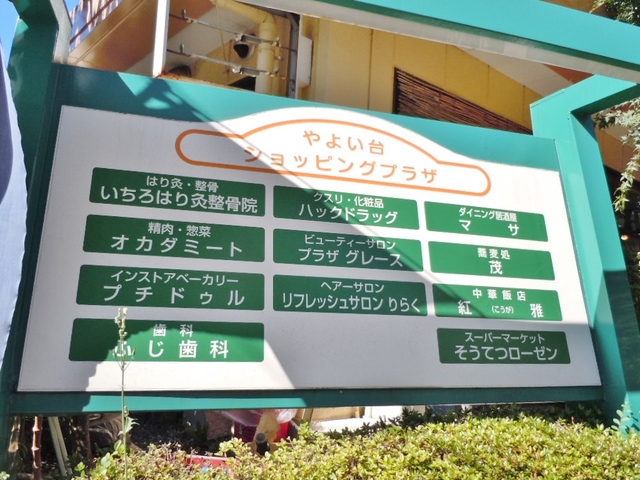 やよい台
ショッピングプラザ
はり灸・整骨
いちろはり灸整骨院
精肉・惣菜
オカダミート
インストアベーカリー
プチドゥル
歯科
ふじ歯科
クスリ・化粧品
ハックドラッグ
ビューティーサロン
プラザ グレース
ヘアーサロン
リフレッシュサロン りらく
ダイニング居酒屋
マサ
蕎麦処
茂
中華飯店
紅(こうが)雅
スーパーマーケット
そうてつローゼン